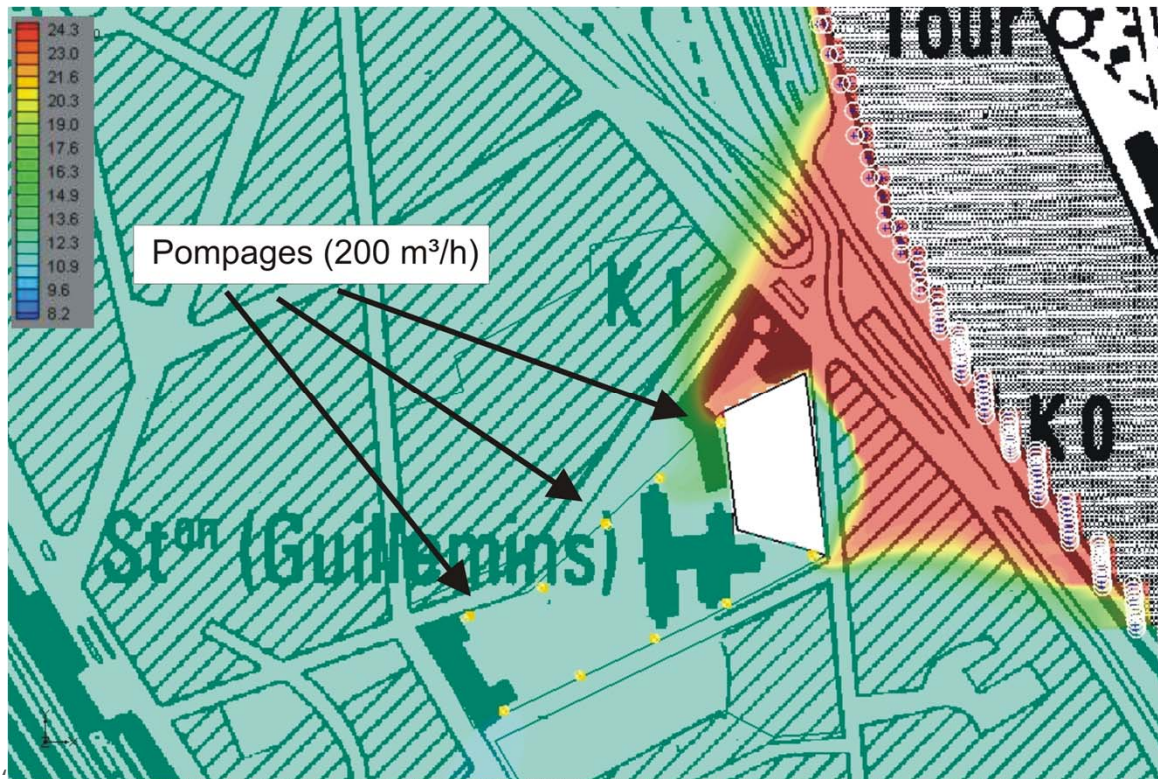 24.3
23.0
21.6
20.3
19.0
17.6
16.3
14.9
13.6
12.3
10.9
9.6
8.2
Tour
Pompages (200 m³/h)
K 1
K 0
Stᵒⁿ (Guillemins)